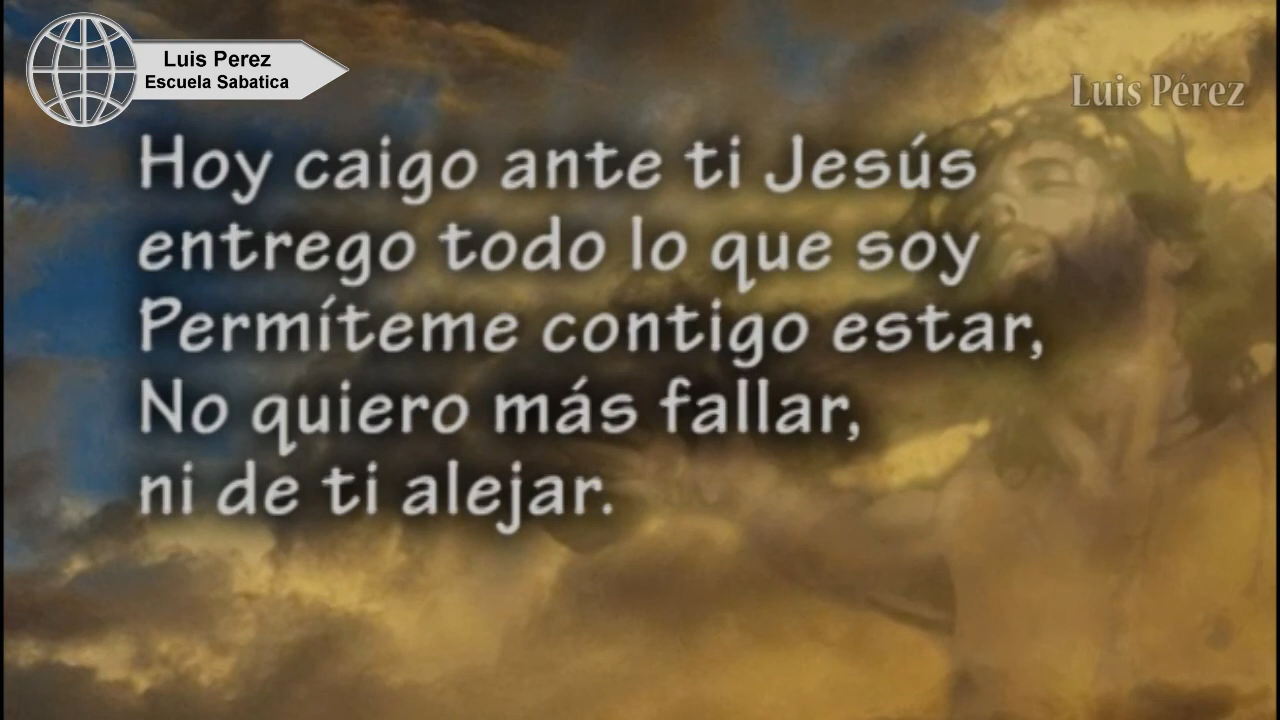 Luis Perez
Escuela Sabatica
Luis Pérez
Hoy caigo ante ti Jesús
entrego todo lo que soy
Permíteme contigo estar,
No quiero más fallar,
ni de ti alejar.